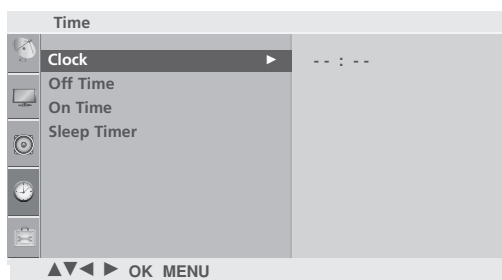 Time
Clock ► - - : - -
Off Time
On Time
Sleep Timer
▲▼◄ ► OK MENU